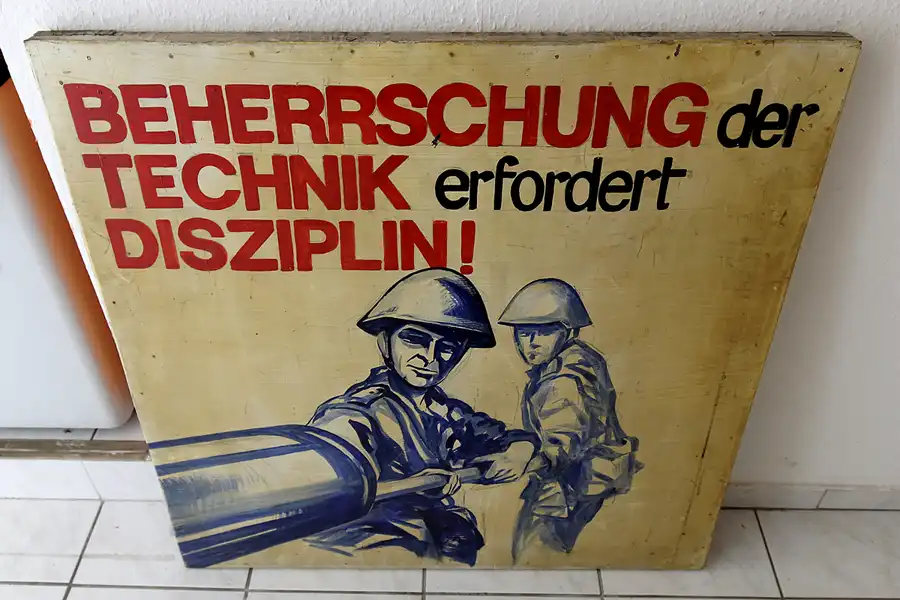 BEHERRSCHUNG der
TECHNIK erfordert
DISZIPLIN!